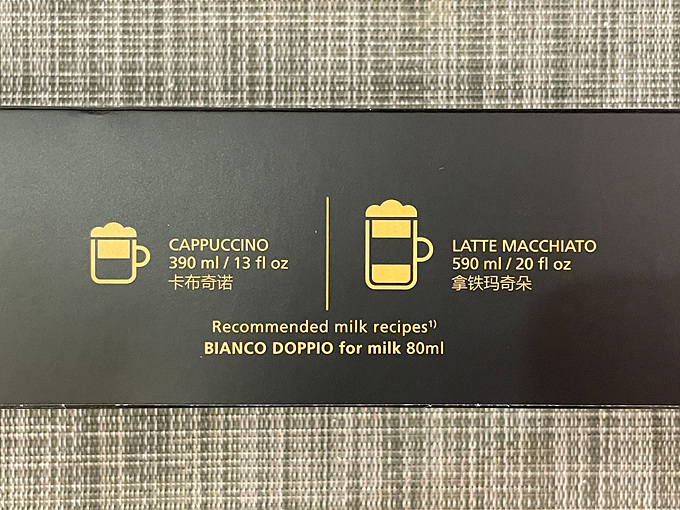 CAPPUCCINO
390 ml / 13 fl oz
卡布奇诺
LATTE MACCHIATO
590 ml / 20 fl oz
拿铁玛奇朵
Recommended milk recipes¹⁾
BIANCO DOPPIO for milk 80ml